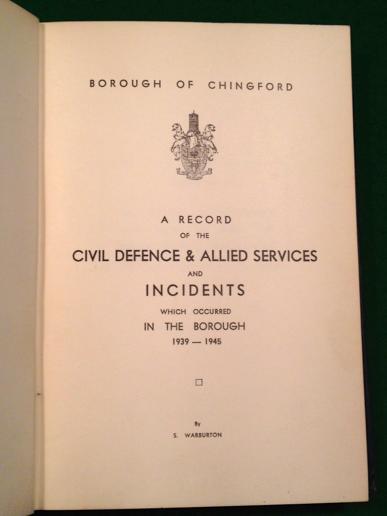 BOROUGH OF CHINGFORD
A RECORD
OF THE
CIVIL DEFENCE & ALLIED SERVICES
AND
INCIDENTS
WHICH OCCURRED
IN THE BOROUGH
1939 — 1945
By
S. WARBURTON